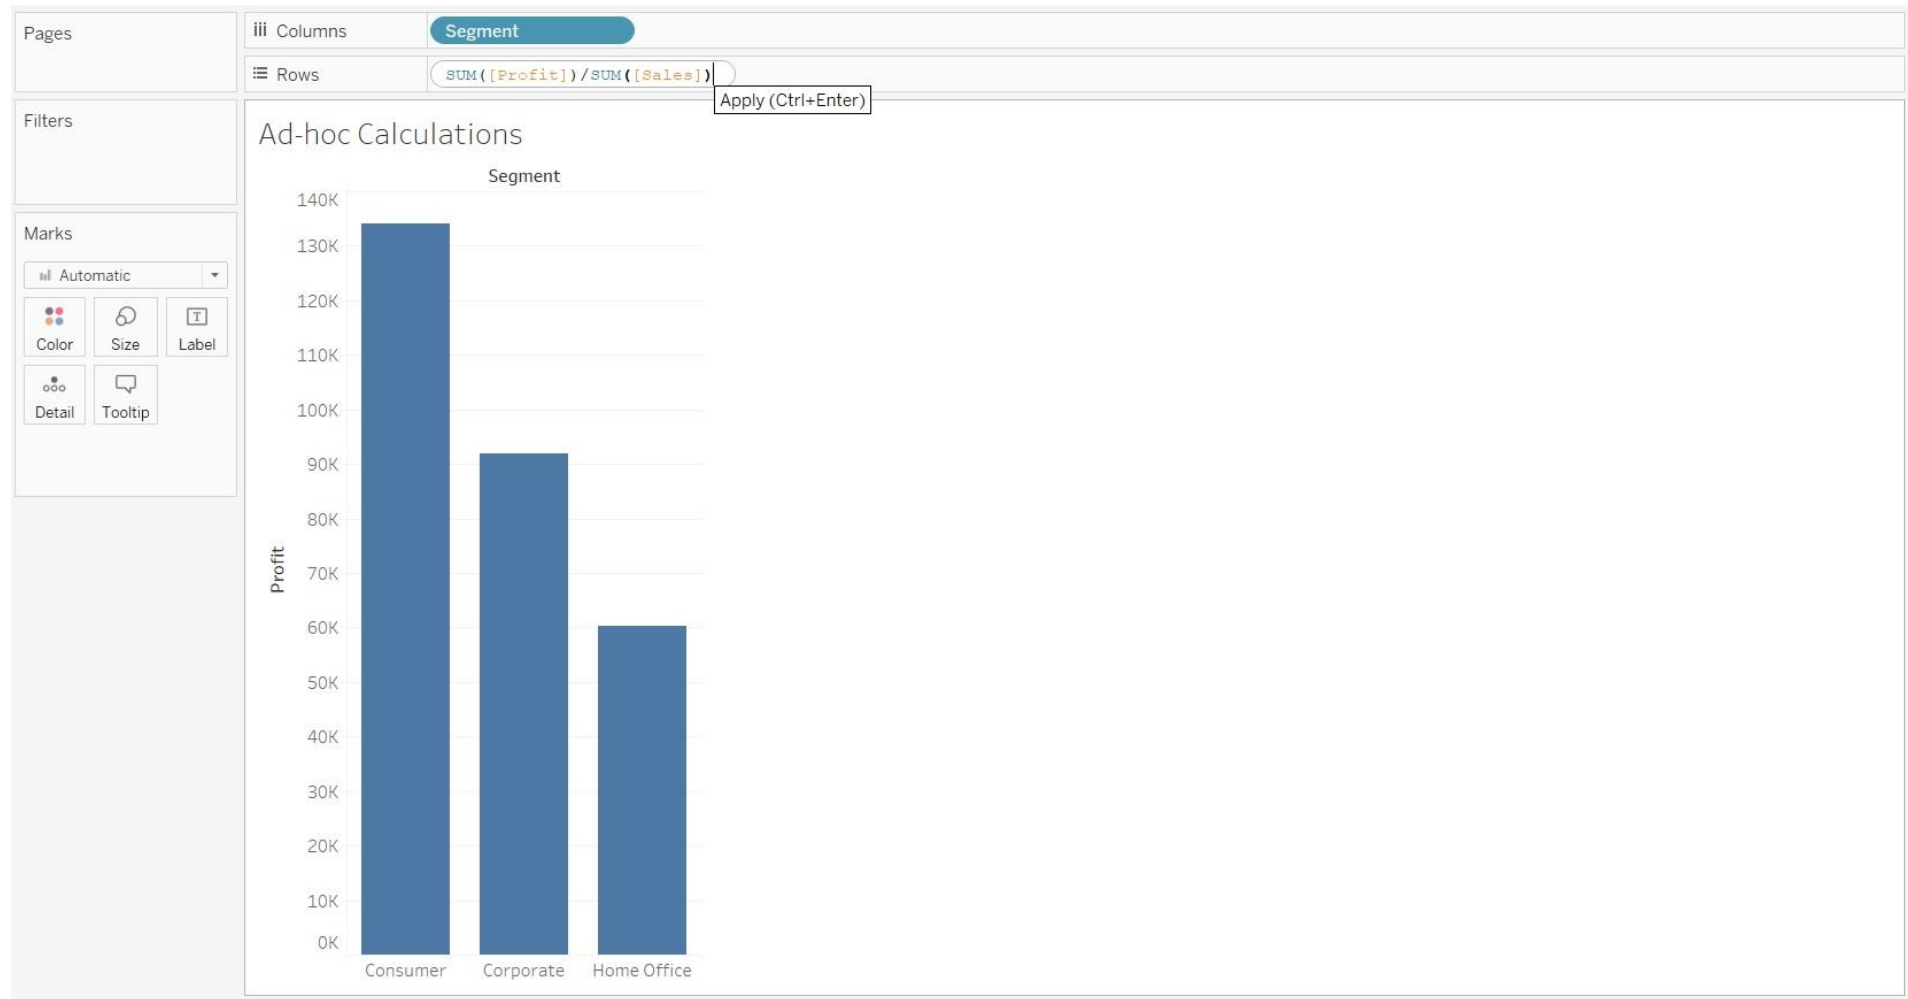 Pages
Columns
Segment
Rows
SUM([Profit])/SUM([Sales])
Apply (Ctrl+Enter)
Filters
Marks
Automatic
Color
Size
Label
Detail
Tooltip
Ad-hoc Calculations
Segment
140K
130K
120K
110K
100K
90K
80K
70K
60K
50K
40K
30K
20K
10K
0K
Profit
Consumer
Corporate
Home Office